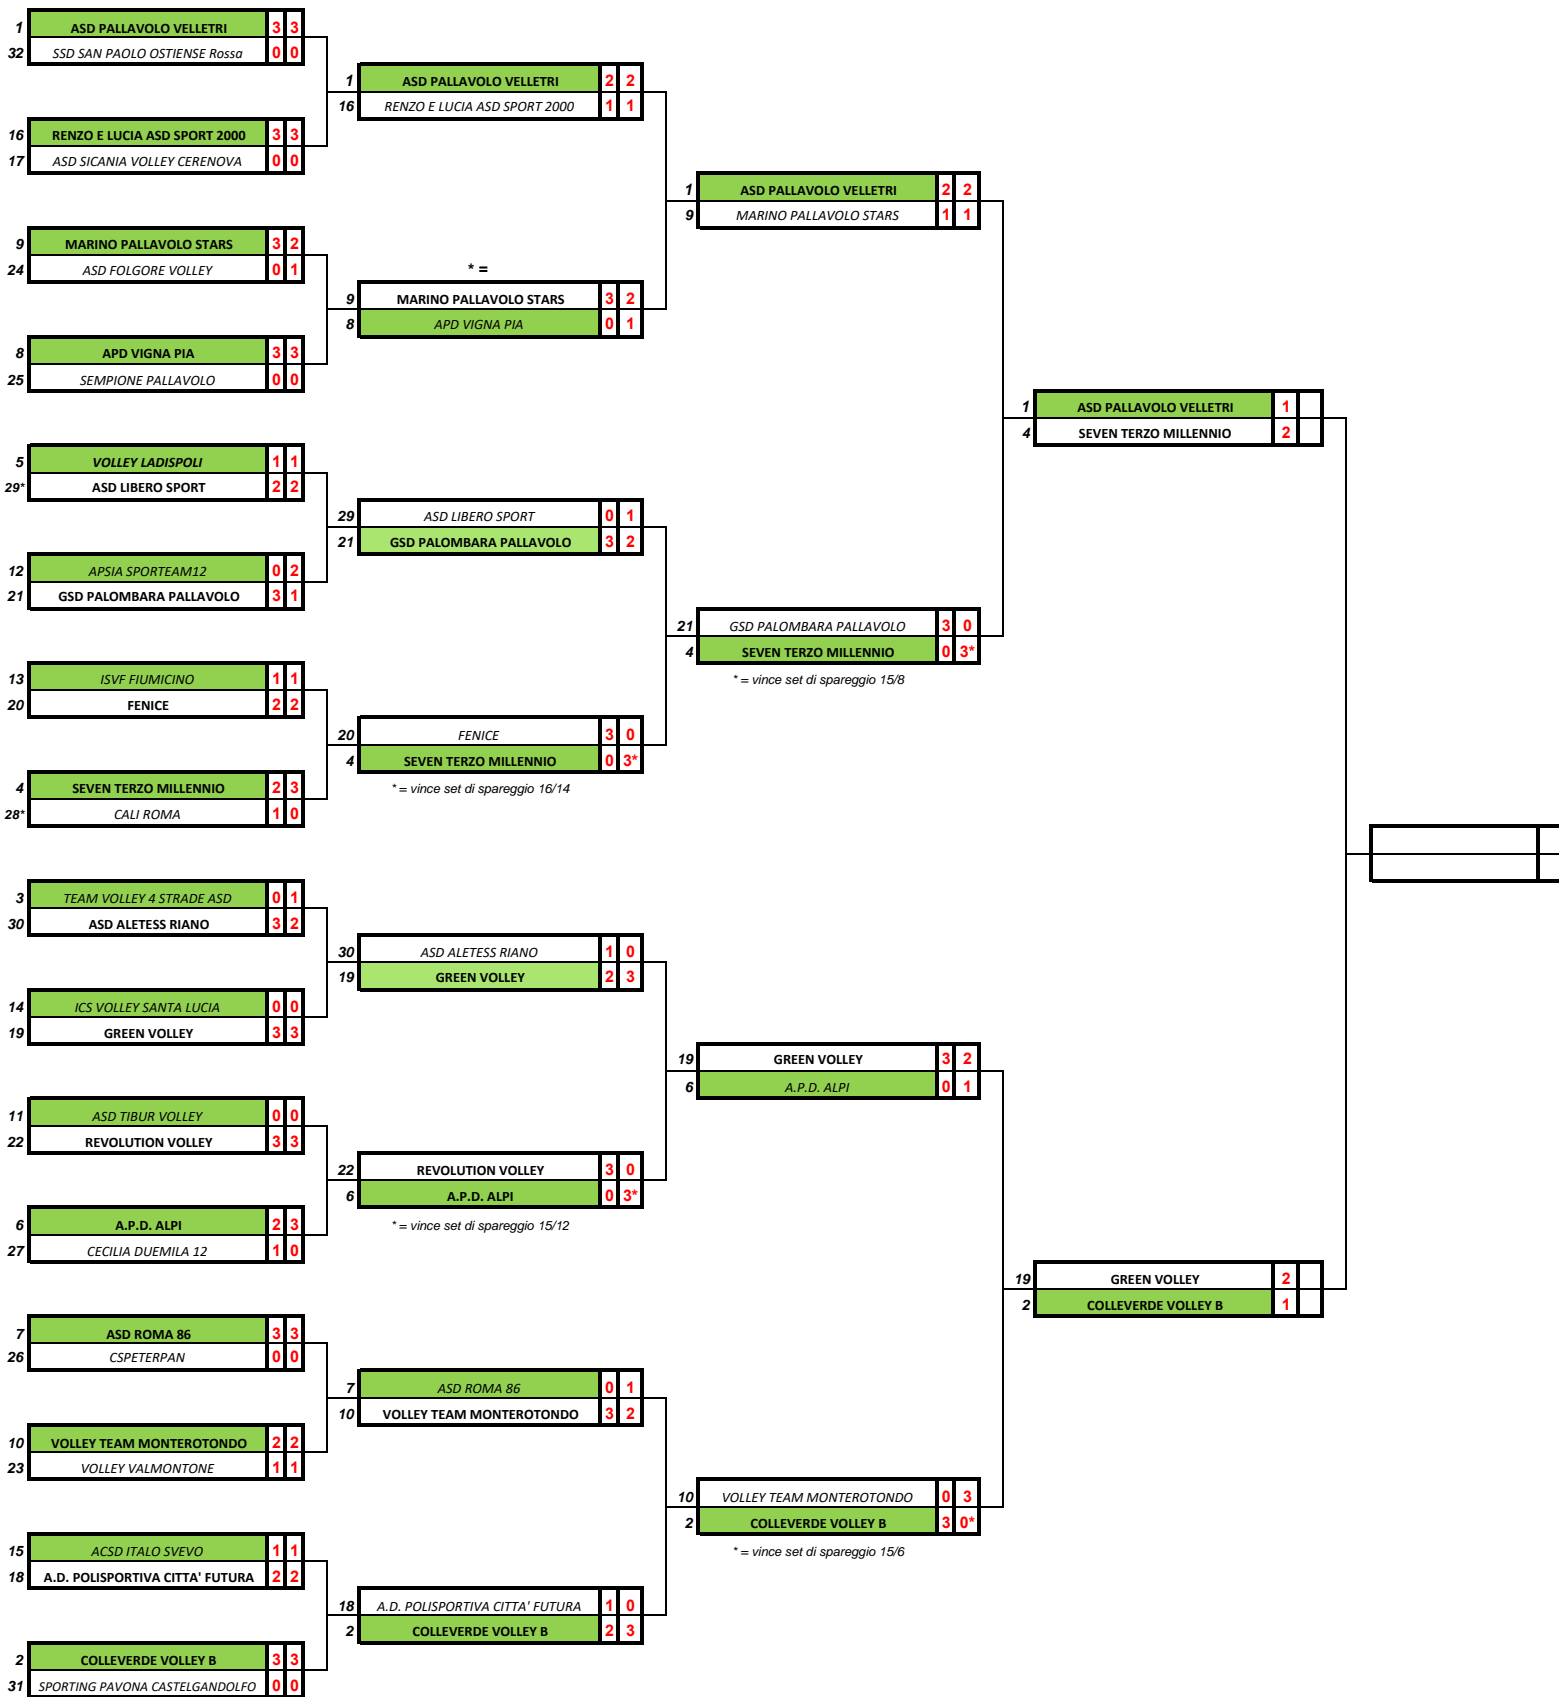 1 ASD PALLAVOLO VELLETRI 3 3
32 SSD SAN PAOLO OSTIENSE Rossa 0 0
16 RENZO E LUCIA ASD SPORT 2000 3 3
17 ASD SICANIA VOLLEY CERENOVA 0 0
9 MARINO PALLAVOLO STARS 3 2
24 ASD FOLGORE VOLLEY 0 1
8 APD VIGNA PIA 3 3
25 SEMPIONE PALLAVOLO 0 0
5 VOLLEY LADISPOLI 1 1
29* ASD LIBERO SPORT 2 2
12 APSIA SPORTEAM12 0 2
21 GSD PALOMBARA PALLAVOLO 3 1
13 ISVF FIUMICINO 1 1
20 FENICE 2 2
4 SEVEN TERZO MILLENNIO 2 3
28* CALI ROMA 1 0
3 TEAM VOLLEY 4 STRADE ASD 0 1
30 ASD ALETESS RIANO 3 2
14 ICS VOLLEY SANTA LUCIA 0 0
19 GREEN VOLLEY 3 3
11 ASD TIBUR VOLLEY 0 0
22 REVOLUTION VOLLEY 3 3
6 A.P.D. ALPI 2 3
27 CECILIA DUEMILA 12 1 0
7 ASD ROMA 86 3 3
26 CSPETERPAN 0 0
10 VOLLEY TEAM MONTEROTONDO 2 2
23 VOLLEY VALMONTONE 1 1
15 ACSD ITALO SVEVO 1 1
18 A.D. POLISPORTIVA CITTA' FUTURA 2 2
2 COLLEVERDE VOLLEY B 3 3
31 SPORTING PAVONA CASTELGANDOLFO 0 0
1 ASD PALLAVOLO VELLETRI 2 2
16 RENZO E LUCIA ASD SPORT 2000 1 1
* =
9 MARINO PALLAVOLO STARS 3 2
8 APD VIGNA PIA 0 1
29 ASD LIBERO SPORT 0 1
21 GSD PALOMBARA PALLAVOLO 3 2
20 FENICE 3 0
4 SEVEN TERZO MILLENNIO 0 3*
* = vince set di spareggio 16/14
30 ASD ALETESS RIANO 1 0
19 GREEN VOLLEY 2 3
22 REVOLUTION VOLLEY 3 0
6 A.P.D. ALPI 0 3*
* = vince set di spareggio 15/12
7 ASD ROMA 86 0 1
10 VOLLEY TEAM MONTEROTONDO 3 2
18 A.D. POLISPORTIVA CITTA' FUTURA 1 0
2 COLLEVERDE VOLLEY B 2 3
1 ASD PALLAVOLO VELLETRI 2 2
9 MARINO PALLAVOLO STARS 1 1
21 GSD PALOMBARA PALLAVOLO 3 0
4 SEVEN TERZO MILLENNIO 0 3*
* = vince set di spareggio 15/8
19 GREEN VOLLEY 3 2
6 A.P.D. ALPI 0 1
10 VOLLEY TEAM MONTEROTONDO 0 3
2 COLLEVERDE VOLLEY B 3 0*
* = vince set di spareggio 15/6
1 ASD PALLAVOLO VELLETRI 1
4 SEVEN TERZO MILLENNIO 2
19 GREEN VOLLEY 2
2 COLLEVERDE VOLLEY B 1